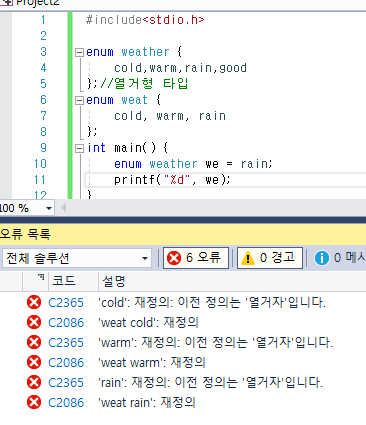 Project2
1 #include<stdio.h>
2
3 enum weather {
4 cold,warm,rain,good
5 };//열거형 타입
6 enum weat {
7 cold, warm, rain
8 };
9 int main() {
10 enum weather we = rain;
11 printf("%d", we);
12 }
100 %
오류 목록
전체 솔루션 6 오류 0 경고 0 메시
코드 설명
C2365 'cold': 재정의: 이전 정의는 '열거자'입니다.
C2086 'weat cold': 재정의
C2365 'warm': 재정의: 이전 정의는 '열거자'입니다.
C2086 'weat warm': 재정의
C2365 'rain': 재정의: 이전 정의는 '열거자'입니다.
C2086 'weat rain': 재정의